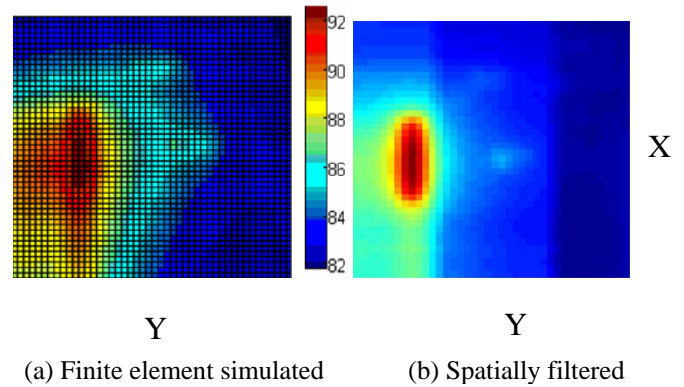 92
90
88
86
84
82
X
Y
Y
(a) Finite element simulated
(b) Spatially filtered